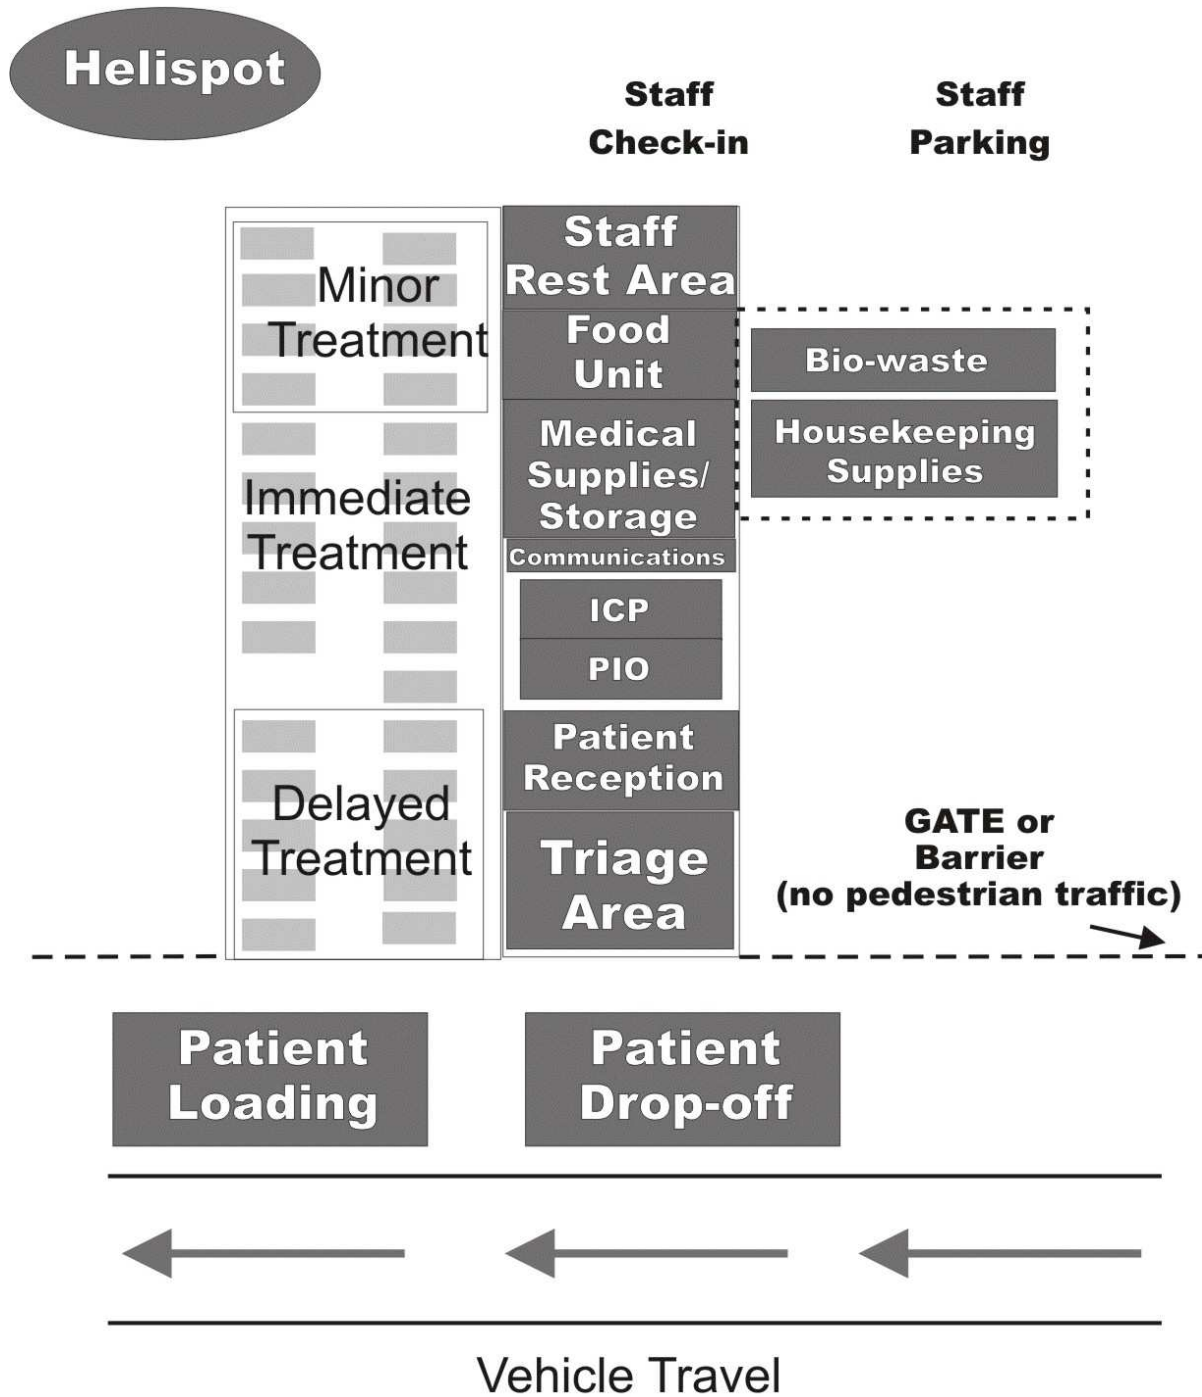 Helispot
Staff
Check-in
Staff
Parking
Minor
Treatment
Immediate
Treatment
Delayed
Treatment
Staff
Rest Area
Food
Unit
Medical
Supplies/
Storage
Communications
ICP
PIO
Patient
Reception
Triage
Area
Bio-waste
Housekeeping
Supplies
GATE or
Barrier
(no pedestrian traffic)
Patient
Loading
Patient
Drop-off
Vehicle Travel